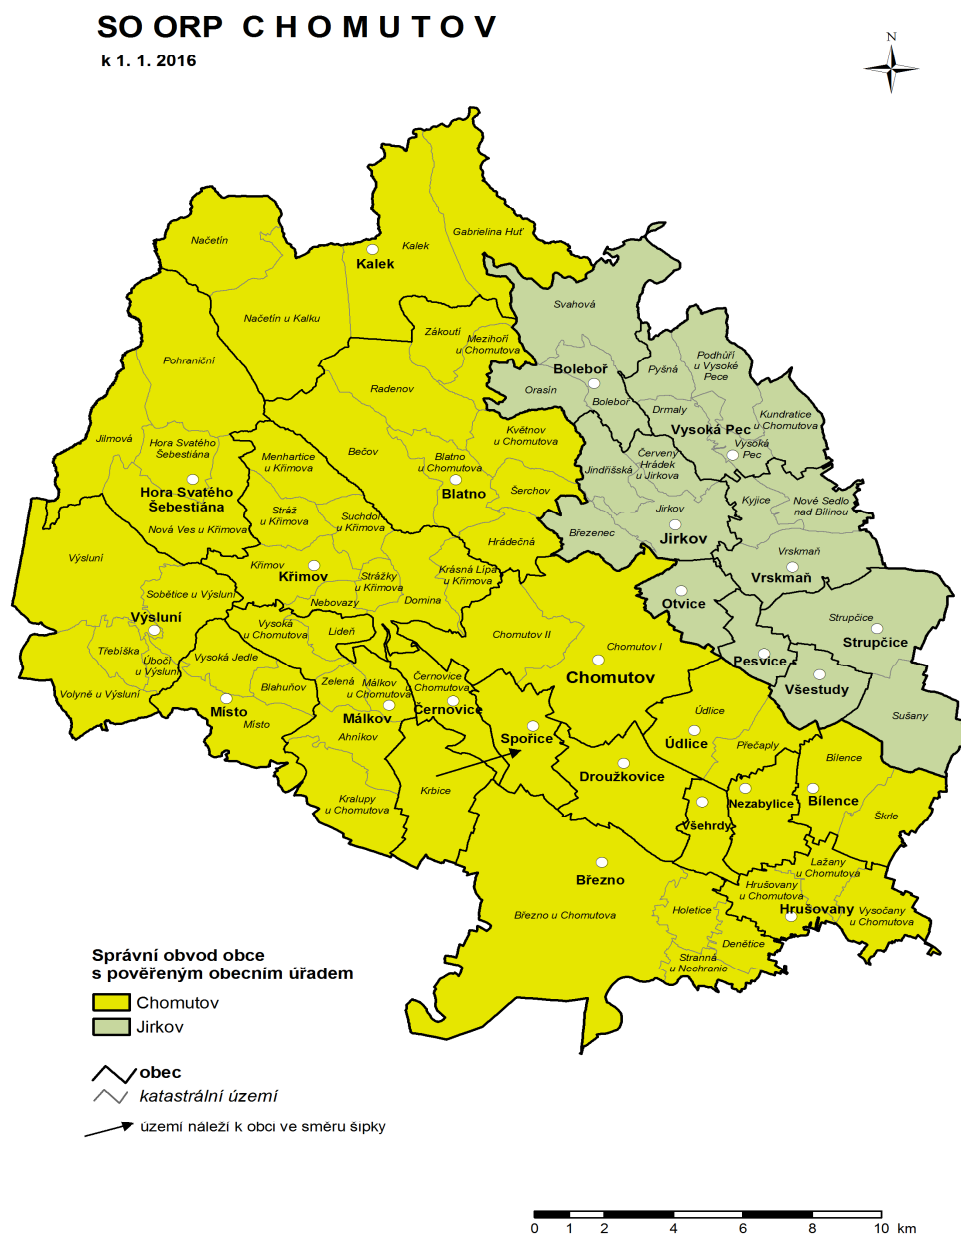 SO ORP C H O M U T O V
k 1. 1. 2016
N
Načetín
Gabrielina Huť
Kalek
Kalek
Načetín u Kalku
Svahová
Zákoutí
Mezihoří
u Chomutova
Pohraniční
Boleboř
Pyšná
Podhůří
u Vysoké
Pece
Radenov
Orasín
Boleboř
Drmaly
Kundratice
u Chomutova
Vysoká Pec
Vysoká
Pec
Květnov
u Chomutova
Jilmová
Hora Svatého
Šebestiána
Menhartice
u Křimova
Bečov
Blatno
u Chomutova
Blatno
Šerchov
Jindřišská
Červený
Hrádek
u Jirkova
Hora Svatého
Šebestiána
Nová Ves u Křimova
Stráž
u Křimova
Suchdol
u Křimova
Hrádečná
Březenec
Jirkov
Jirkov
Kyjice
Nové Sedlo
nad Bílinou
Vrskmaň
Vrskmaň
Výsluní
Křimov
Křimov
Strážky
u Křimova
Krásná Lípa
u Křimova
Sobětice u Výsluní
Nebovazy
Domina
Otvice
Strupčice
Strupčice
Výsluní
Vysoká
u Chomutova
Lideň
Chomutov II
Chomutov I
Chomutov
Třebíška
Úbočí
u Výsluní
Vysoká Jedle
Pesvice
Všestudy
Volyně u Výsluní
Blahuňov
Zelená
Málkov
u Chomutova
Černovice
u Chomutova
Místo
Místo
Málkov
Černovice
Sušany
Ahníkov
Spořice
Údlice
Údlice
Přečaply
Droužkovice
Bílence
Bílence
Kralupy
u Chomutova
Krbice
Všehrdy
Nezabylice
Škrle
Březno
Lažany
u Chomutova
Hrušovany
u Chomutova
Hrušovany
Vysočany
u Chomutova
Březno u Chomutova
Holetice
Denětice
Stranná
u Nechranic
Správní obvod obce
s pověřeným obecním úřadem
Chomutov
Jirkov
obec
katastrální území
území náleží k obci ve směru šipky
0 1 2 4 6 8 10 km